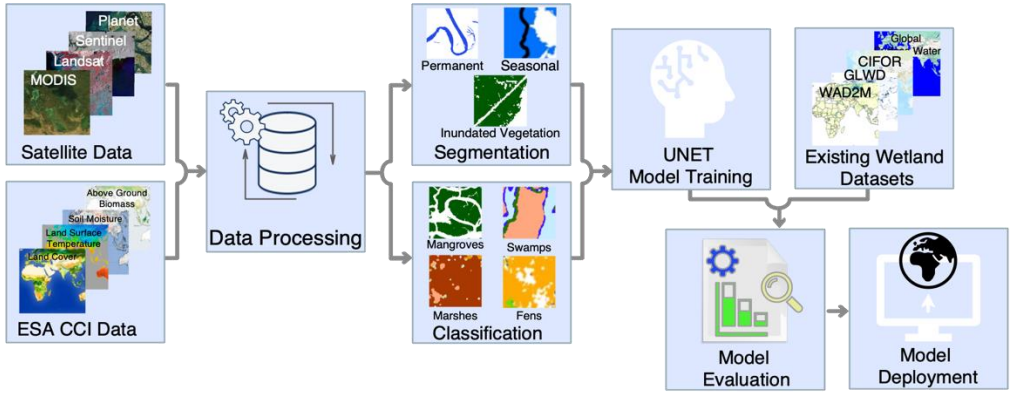 Planet
Sentinel
Landsat
MODIS
Satellite Data
Above Ground
Biomass
Soil Moisture
Land Surface
Temperature
Land Cover
ESA CCI Data
Data Processing
Permanent
Seasonal
Inundated Vegetation
Segmentation
Mangroves
Swamps
Marshes
Fens
Classification
UNET
Model Training
Global
Water
CIFOR
GLWD
WAD2M
Existing Wetland
Datasets
Model
Evaluation
Model
Deployment